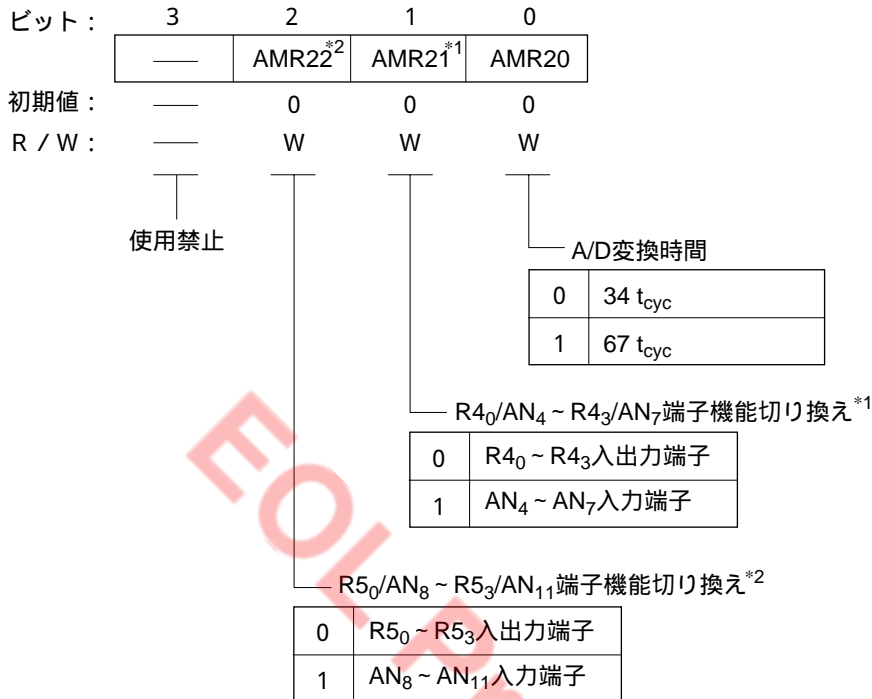 ビット： 3 2 1 0
—— AMR22*2 AMR21*1 AMR20
初期値： —— 0 0 0
R／W： —— W W W
使用禁止
A/D変換時間
0 34 tcyc
1 67 tcyc
R40/AN4～R43/AN7端子機能切り換え*1
0 R40～R43入出力端子
1 AN4～AN7入力端子
R50/AN8～R53/AN11端子機能切り換え*2
0 R50～R53入出力端子
1 AN8～AN11入力端子
EOL Pr